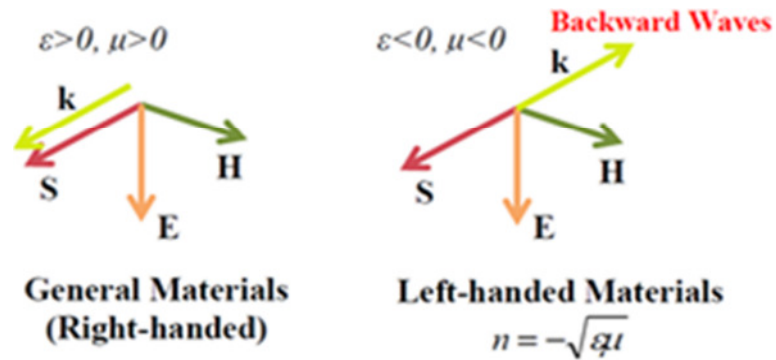 ε>0, μ>0
k
S
H
E
General Materials
(Right-handed)
ε<0, μ<0
Backward Waves
k
S
H
E
Left-handed Materials
n = -√εμ